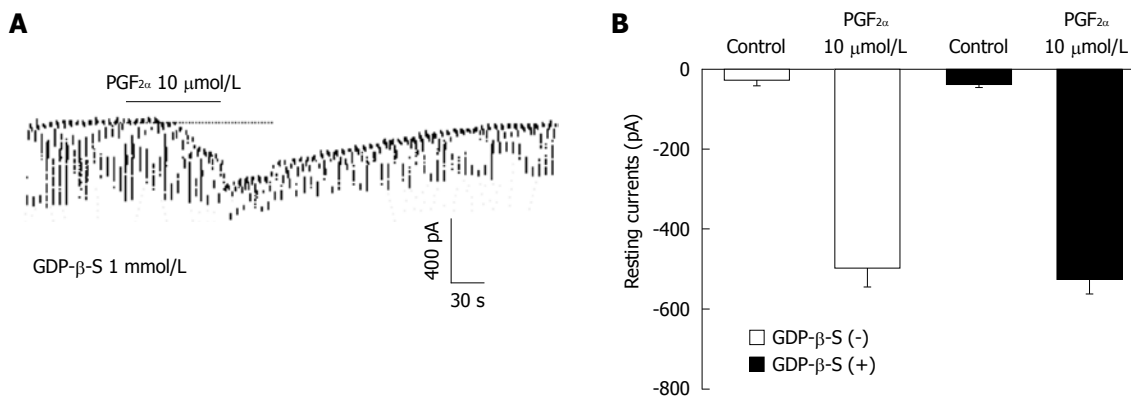 A
PGF2α 10 μmol/L
GDP-β-S 1 mmol/L
400 pA
30 s
B
Control
PGF2α
10 μmol/L
Control
PGF2α
10 μmol/L
Resting currents (pA)
0
-200
-400
-600
-800
GDP-β-S (-)
GDP-β-S (+)